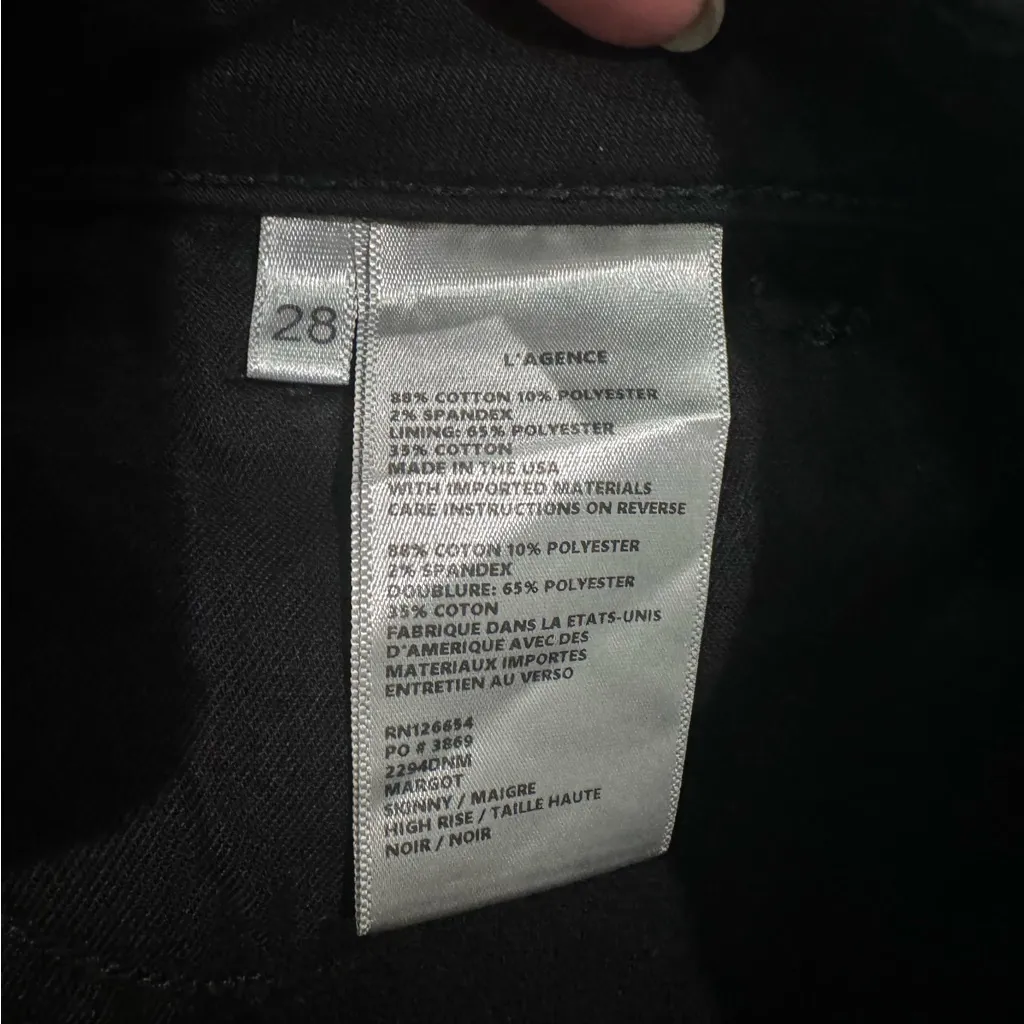 28
L'AGENCE
88% COTTON 10% POLYESTER
2% SPANDEX
LINING: 65% POLYESTER
35% COTTON
MADE IN THE USA
WITH IMPORTED MATERIALS
CARE INSTRUCTIONS ON REVERSE
88% COTON 10% POLYESTER
2% SPANDEX
DOUBLURE: 65% POLYESTER
35% COTON
FABRIQUE DANS LA ETATS-UNIS
D'AMERIQUE AVEC DES
MATERIAUX IMPORTES
ENTRETIEN AU VERSO
RN126654
PO # 3869
2294DNM
MARGOT
SKINNY / MAIGRE
HIGH RISE / TAILLE HAUTE
NOIR / NOIR